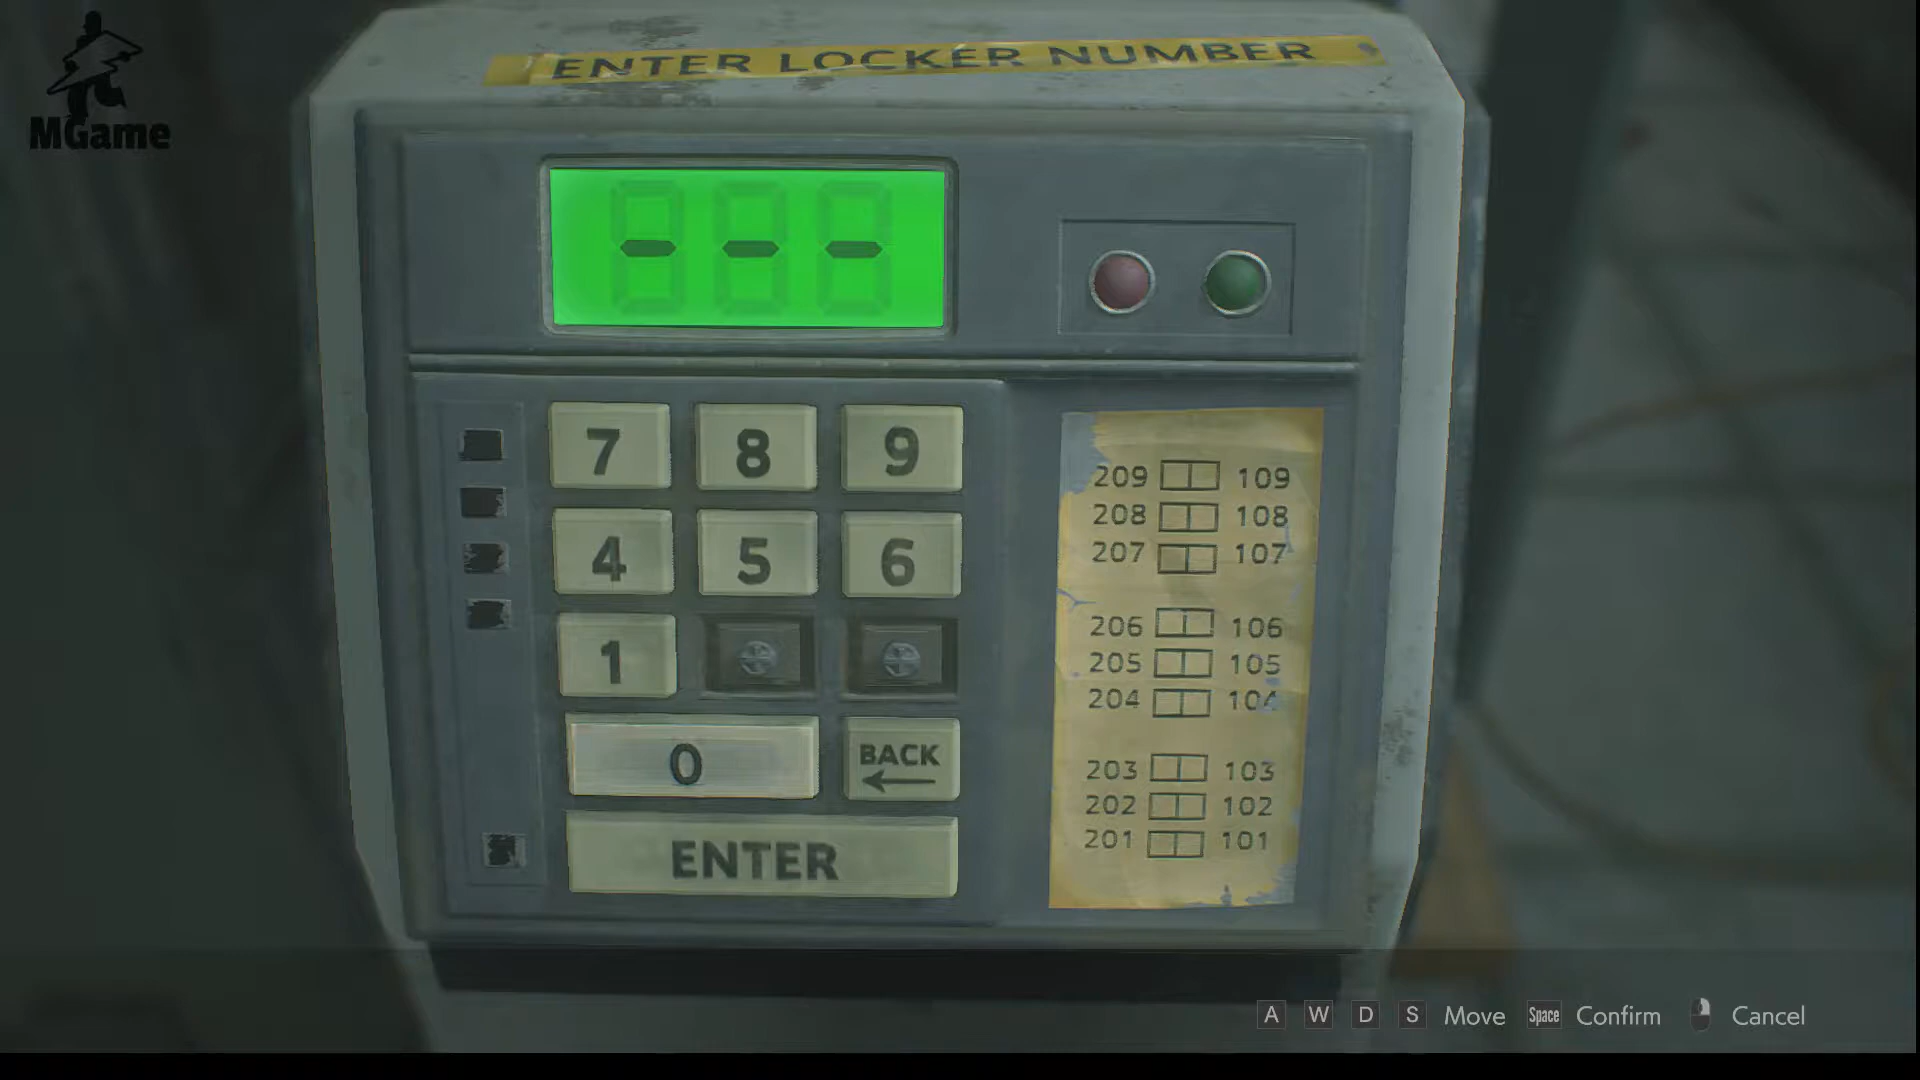 MGame
ENTER LOCKER NUMBER
7 8 9
4 5 6
1
0 BACK
ENTER
209 109
208 108
207 107
206 106
205 105
204 104
203 103
202 102
201 101
A W D S Move Space Confirm Cancel